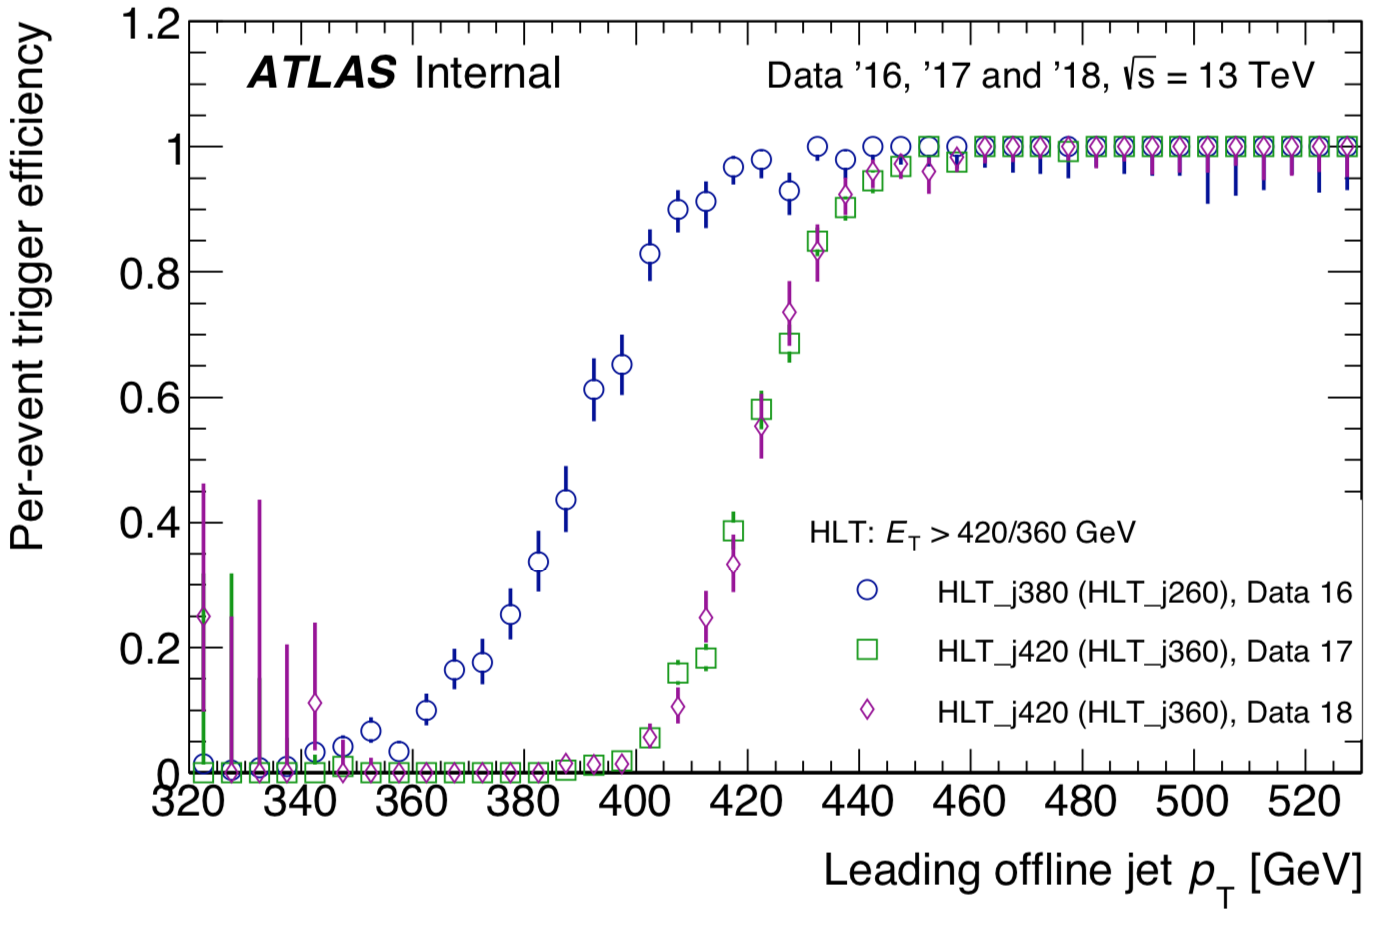 Per-event trigger efficiency
1.2
1
0.8
0.6
0.4
0.2
0
ATLAS Internal
Data ’16, ’17 and ’18, √s = 13 TeV
HLT: E_T > 420/360 GeV
HLT_j380 (HLT_j260), Data 16
HLT_j420 (HLT_j360), Data 17
HLT_j420 (HLT_j360), Data 18
320 340 360 380 400 420 440 460 480 500 520
Leading offline jet p_T [GeV]